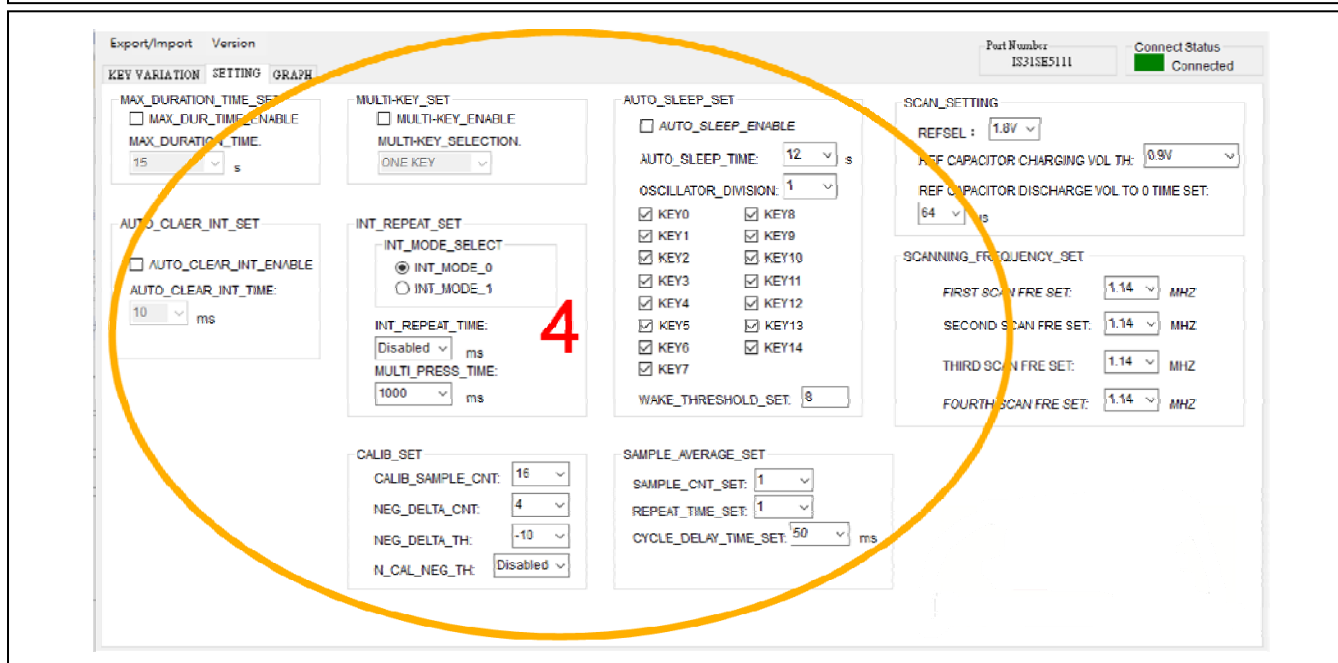 Export/Import Version
Part Number
IS31SE5111
Connect Status
Connected
KEY VARIATION SETTING GRAPH
MAX_DURATION_TIME_SET
MAX_DUR_TIME_ENABLE
MAX_DURATION_TIME.
15 s
AUTO_CLAER_INT_SET
AUTO_CLEAR_INT_ENABLE
AUTO_CLEAR_INT_TIME:
10 ms
MULTI-KEY_SET
MULTI-KEY_ENABLE
MULTI-KEY_SELECTION.
ONE KEY
INT_REPEAT_SET
INT_MODE_SELECT
INT_MODE_0
INT_MODE_1
INT_REPEAT_TIME:
Disabled ms
MULTI_PRESS_TIME:
1000 ms
4
CALIB_SET
CALIB_SAMPLE_CNT: 16
NEG_DELTA_CNT: 4
NEG_DELTA_TH: -10
N_CAL_NEG_TH: Disabled
AUTO_SLEEP_SET
AUTO_SLEEP_ENABLE
AUTO_SLEEP_TIME: 12 s
OSCILLATOR_DIVISION: 1
KEY0 KEY8
KEY1 KEY9
KEY2 KEY10
KEY3 KEY11
KEY4 KEY12
KEY5 KEY13
KEY6 KEY14
KEY7
WAKE_THRESHOLD_SET. 8
SAMPLE_AVERAGE_SET
SAMPLE_CNT_SET: 1
REPEAT_TIME_SET: 1
CYCLE_DELAY_TIME_SET: 50 ms
SCAN_SETTING
REFSEL : 1.8V
REF CAPACITOR CHARGING VOL TH: 0.9V
REF CAPACITOR DISCHARGE VOL TO 0 TIME SET:
64 us
SCANNING_FREQUENCY_SET
FIRST SCAN FRE SET: 1.14 MHZ
SECOND SCAN FRE SET: 1.14 MHZ
THIRD SCAN FRE SET: 1.14 MHZ
FOURTH SCAN FRE SET: 1.14 MHZ